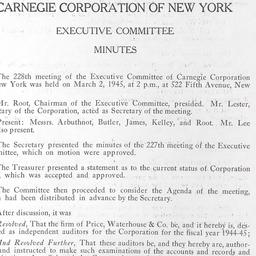 CARNEGIE CORPORATION OF NEW YORK
EXECUTIVE COMMITTEE
MINUTES
The 228th meeting of the Executive Committee of Carnegie Corporation
New York was held on March 2, 1945, at 2 p.m., at 522 Fifth Avenue, New
Mr. Root, Chairman of the Executive Committee, presided. Mr. Lester,
tary of the Corporation, acted as Secretary of the meeting.
Present: Messrs. Arbuthnot, Butler, James, Kelley, and Root. Mr. Lee
also present.
The Secretary presented the minutes of the 227th meeting of the Executive
mittee, which on motion were approved.
The Treasurer presented a statement as to the current status of Corporation
, which was accepted and approved.
The Committee then proceeded to consider the Agenda of the meeting,
had been distributed in advance by the Secretary.
After discussion, it was
Resolved, That the firm of Price, Waterhouse & Co. be, and it hereby is, des-
ed as independent auditors for the Corporation for the fiscal year 1944-45;
And Resolved Further, That these auditors be, and they hereby are, author-
and instructed to make such examinations of the accounts and records and